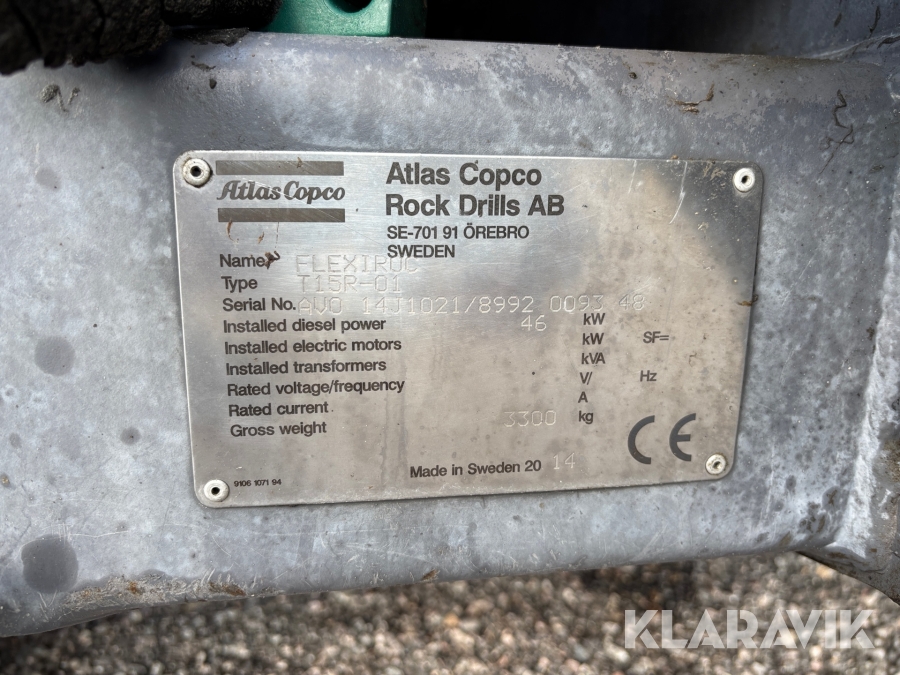 Atlas Copco
Atlas Copco
Rock Drills AB
SE-701 91 ÖREBRO
SWEDEN
Name FLEXIROC
Type T15R-01
Serial No. AVO 14J1021/8992 0093 48
Installed diesel power 46 kW
Installed electric motors kW SF=
Installed transformers kVA
Rated voltage/frequency V/ Hz
Rated current A
Gross weight 3300 kg
Made in Sweden 20 14
CE
9106 1071 94
KLARAVIK